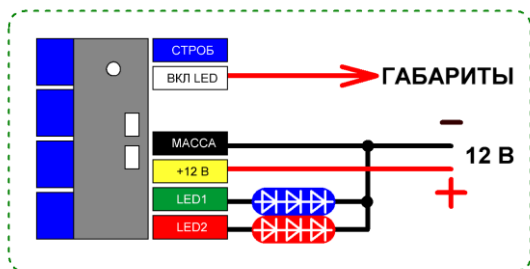 СТРОБ
ВКЛ LED
ГАБАРИТЫ
МАССА
+12 В
LED1
LED2
−
12 В
+